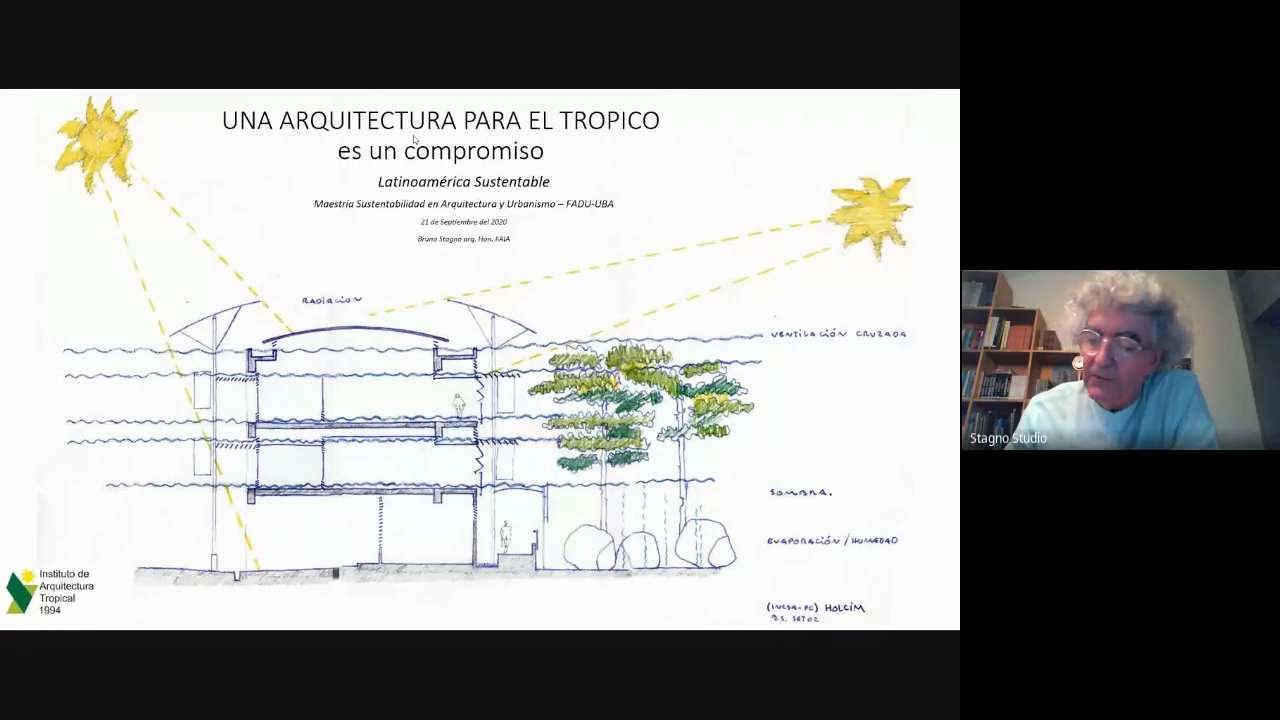 UNA ARQUITECTURA PARA EL TROPICO
es un compromiso
Latinoamérica Sustentable
Maestría Sustentabilidad en Arquitectura y Urbanismo – FADU-UBA
21 de Septiembre del 2020
Bruno Stagno arq. Hon. FAIA
RADIACION
VENTILACIÓN CRUZADA
Stagno Studio
SOMBRA.
EVAPORACIÓN / HUMEDAD
Instituto de
Arquitectura
Tropical
1994
HOLCIM